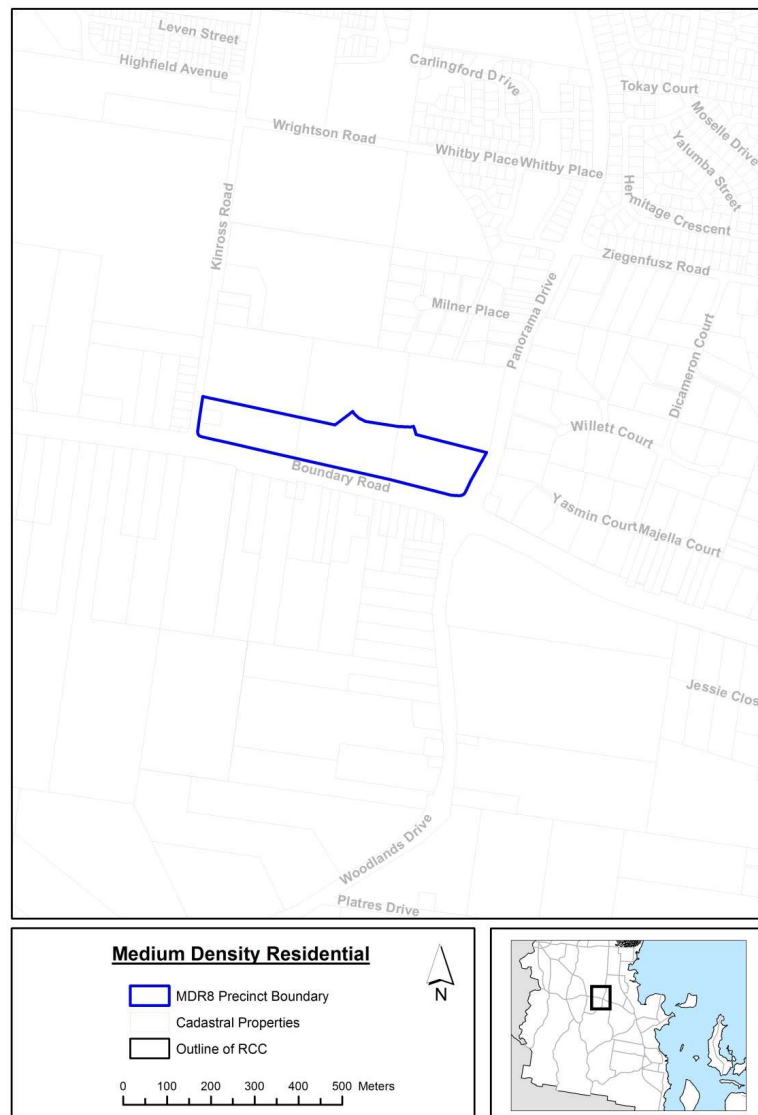 Leven Street
Highfield Avenue
Carlingford Drive
Tokay Court
Moselle Drive
Wrightson Road
Whitby Place
Whitby Place
Yalumba Street
Hermitage Crescent
Kinross Road
Ziegenfusz Road
Milner Place
Panorama Drive
Dicameron Court
Willett Court
Boundary Road
Yasmin Court
Majella Court
Jessie Clos
Woodlands Drive
Platres Drive
Medium Density Residential
MDR8 Precinct Boundary
Cadastral Properties
Outline of RCC
N
0 100 200 300 400 500 Meters